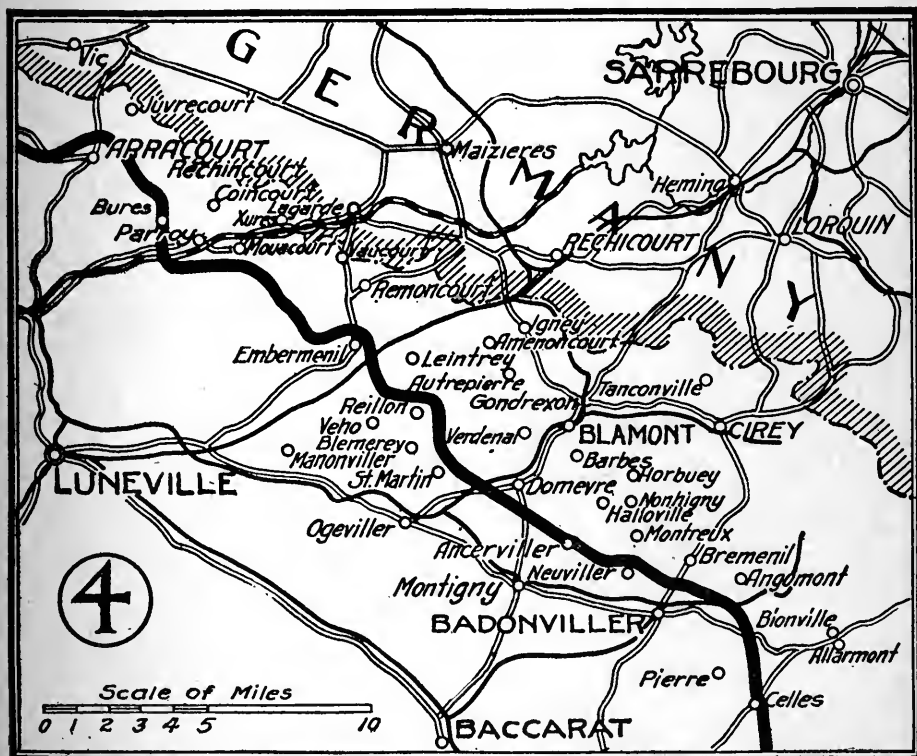 GERMANY
Vic
SARREBOURG
Juvrecourt
ARRACOURT
Maizieres
Rechicourt
Heming
Coincourt
Lagarde
Bures
Xures
LORQUIN
Parroy
Mouacourt
Vaucourt
RECHICOURT
Remoncourt
Igney
Amenoncourt
Embermenil
Leintrey
Autrepierre
Tanconville
Gondrexon
Reillon
Veho
Verdenal
BLAMONT
CIREY
Blemerey
Manonviller
Barbes
St. Martin
Horbuey
LUNEVILLE
Domevre
Nonhigny
Halloville
Ogeviller
Montreux
Ancerviller
Bremenil
Neuviller
Angomont
Montigny
4
BADONVILLER
Bionville
Allarmont
Pierre
Scale of Miles
0 1 2 3 4 5 10
Celles
BACCARAT